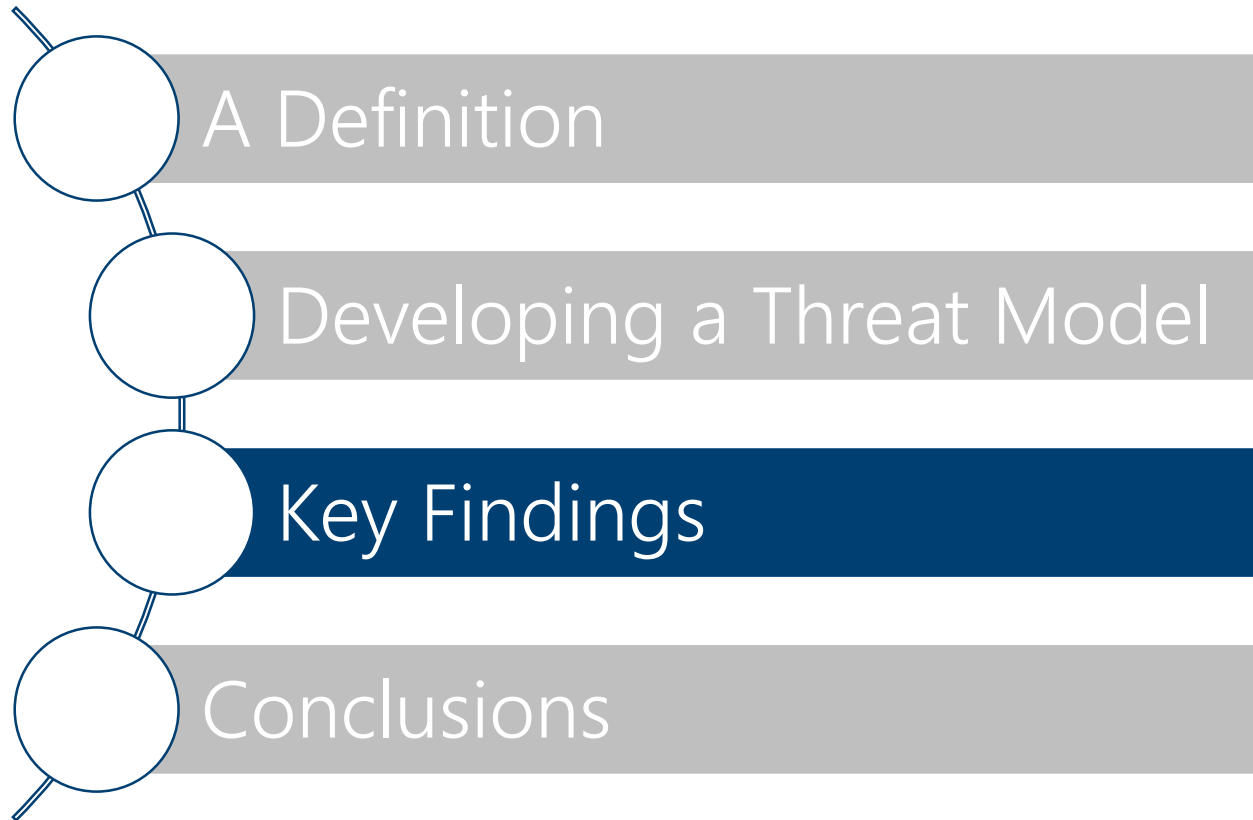 A Definition
Developing a Threat Model
Key Findings
Conclusions